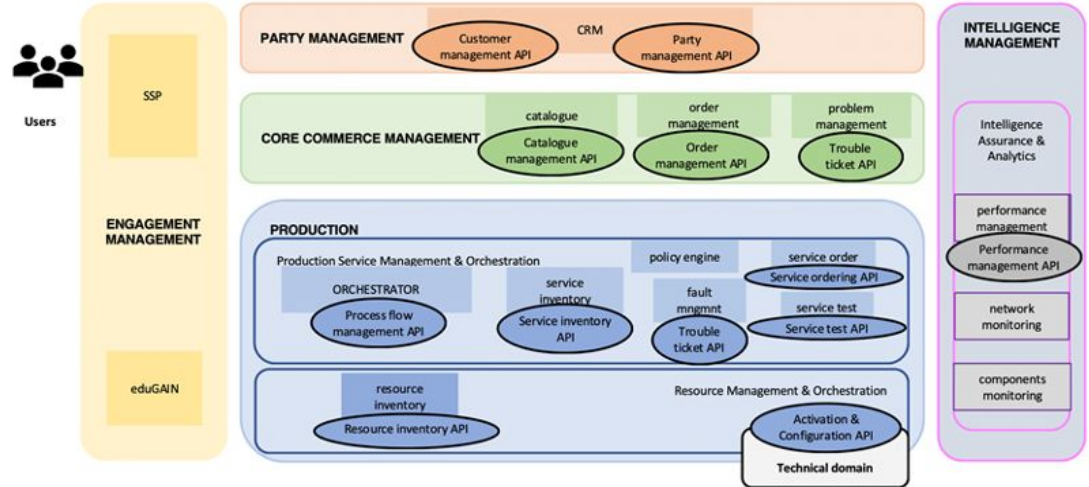 Users
SSP
ENGAGEMENT
MANAGEMENT
eduGAIN
PARTY MANAGEMENT
CRM
Customer
management API
Party
management API
CORE COMMERCE MANAGEMENT
catalogue
Catalogue
management API
order
management
Order
management API
problem
management
Trouble
ticket API
PRODUCTION
Production Service Management & Orchestration
ORCHESTRATOR
Process flow
management API
service
inventory
Service inventory
API
policy engine
fault
mngmnt
Trouble
ticket API
service order
Service ordering API
service test
Service test API
resource
inventory
Resource inventory API
Resource Management & Orchestration
Activation &
Configuration API
Technical domain
INTELLIGENCE
MANAGEMENT
Intelligence
Assurance &
Analytics
performance
management
Performance
management API
network
monitoring
components
monitoring